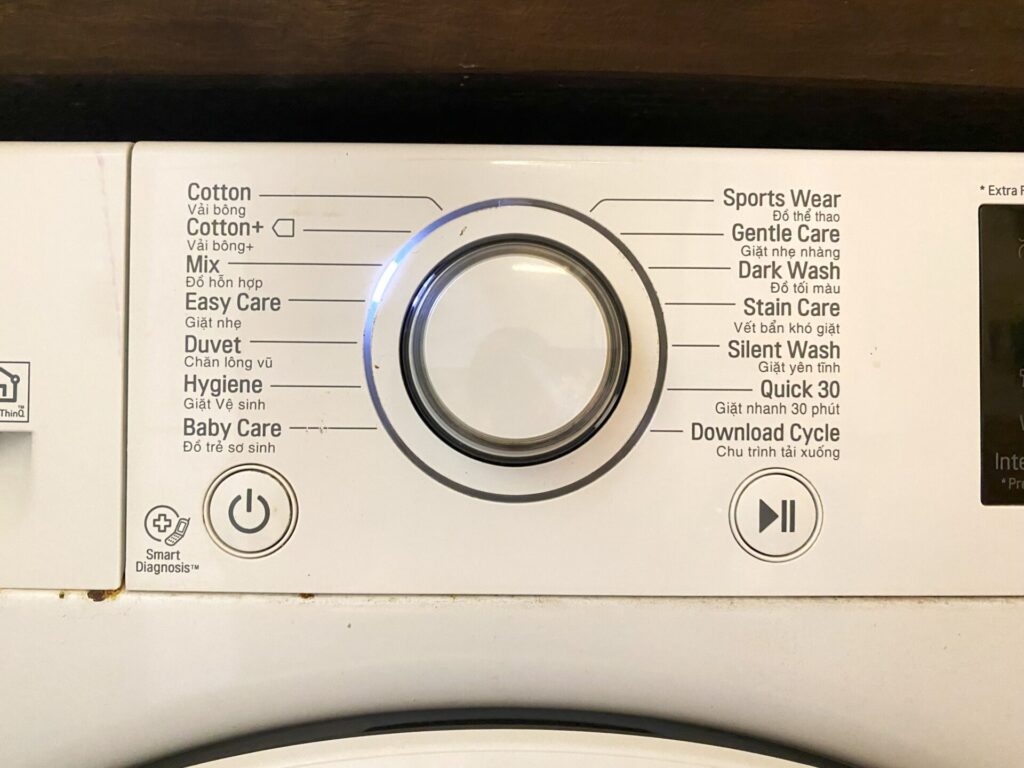 Cotton
Vải bông
Cotton+
Vải bông+
Mix
Đồ hỗn hợp
Easy Care
Giặt nhẹ
Duvet
Chăn lông vũ
Hygiene
Giặt Vệ sinh
Baby Care
Đồ trẻ sơ sinh
Smart
Diagnosis™
ThinQ™
Sports Wear
Đồ thể thao
Gentle Care
Giặt nhẹ nhàng
Dark Wash
Đồ tối màu
Stain Care
Vết bẩn khó giặt
Silent Wash
Giặt yên tĩnh
Quick 30
Giặt nhanh 30 phút
Download Cycle
Chu trình tải xuống
* Extra